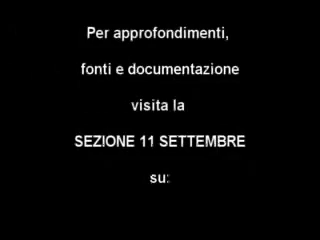 Per approfondimenti,
fonti e documentazione
visita la
SEZIONE 11 SETTEMBRE
su: